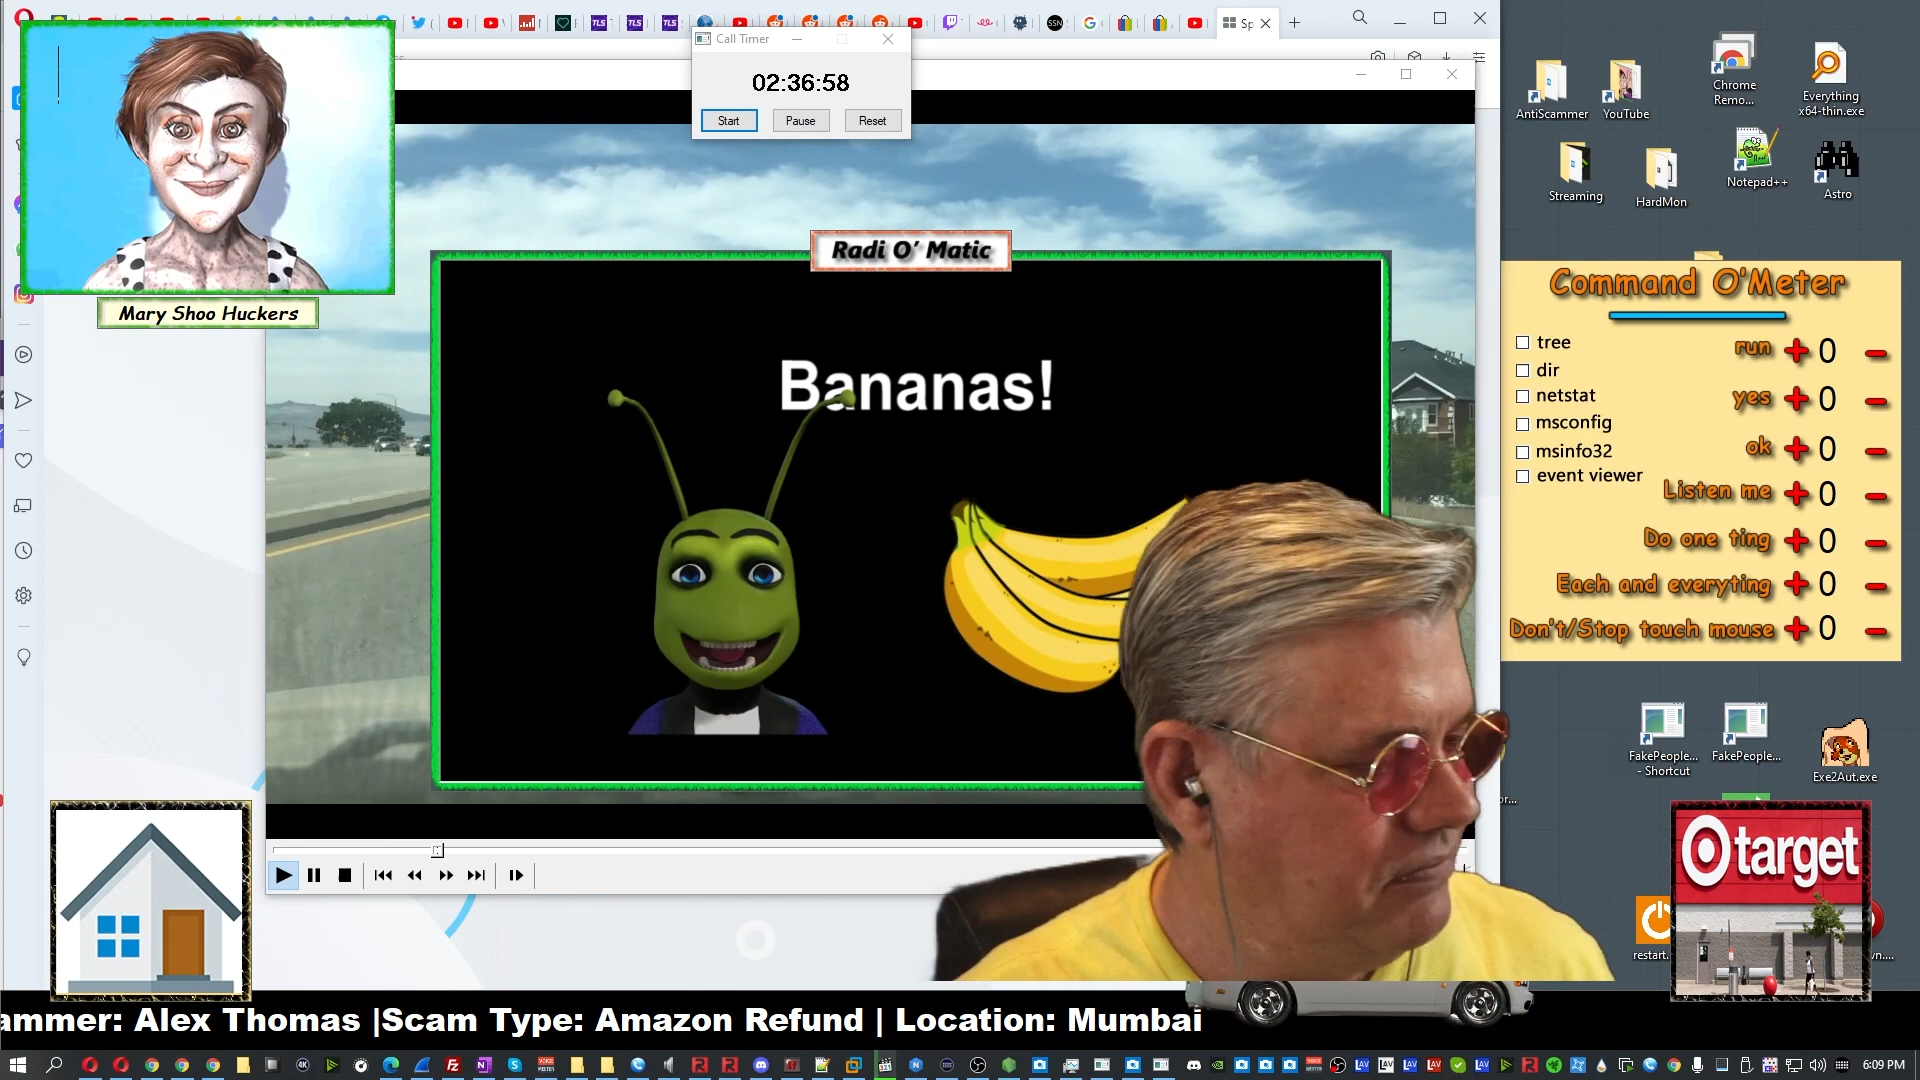 Call Timer
02:36:58
Start
Pause
Reset
Sp
Mary Shoo Huckers
Radi O' Matic
Bananas!
AntiScammer
YouTube
Chrome
Remo...
Everything
x64-thin.exe
Streaming
HardMon
Notepad++
Astro
Command O'Meter
tree
dir
netstat
msconfig
msinfo32
event viewer
run + 0 -
yes + 0 -
ok + 0 -
Listen me + 0 -
Do one ting + 0 -
Each and everyting + 0 -
Don't/Stop touch mouse + 0 -
FakePeople...
- Shortcut
FakePeople...
Exe2Aut.exe
or...
target
restart.
vn....
ammer: Alex Thomas |Scam Type: Amazon Refund | Location: Mumbai
6:09 PM